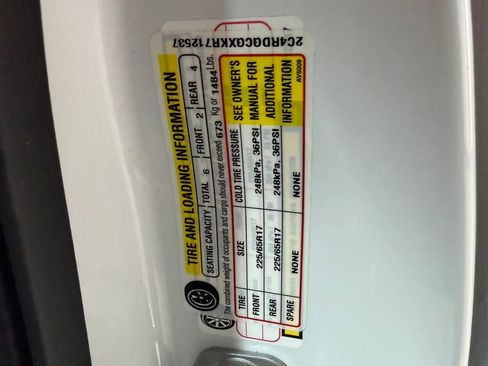 TIRE AND LOADING INFORMATION
SEATING CAPACITY TOTAL 6 FRONT 2 REAR 4
The combined weight of occupants and cargo should never exceed 673 Kg or 1484 Lbs.
TIRE SIZE COLD TIRE PRESSURE SEE OWNER'S
FRONT 225/65R17 248kPa, 36PSI MANUAL FOR
REAR 225/65R17 248kPa, 36PSI ADDITIONAL
SPARE NONE NONE INFORMATION
AV5009
2C4RDGCGXKR712537